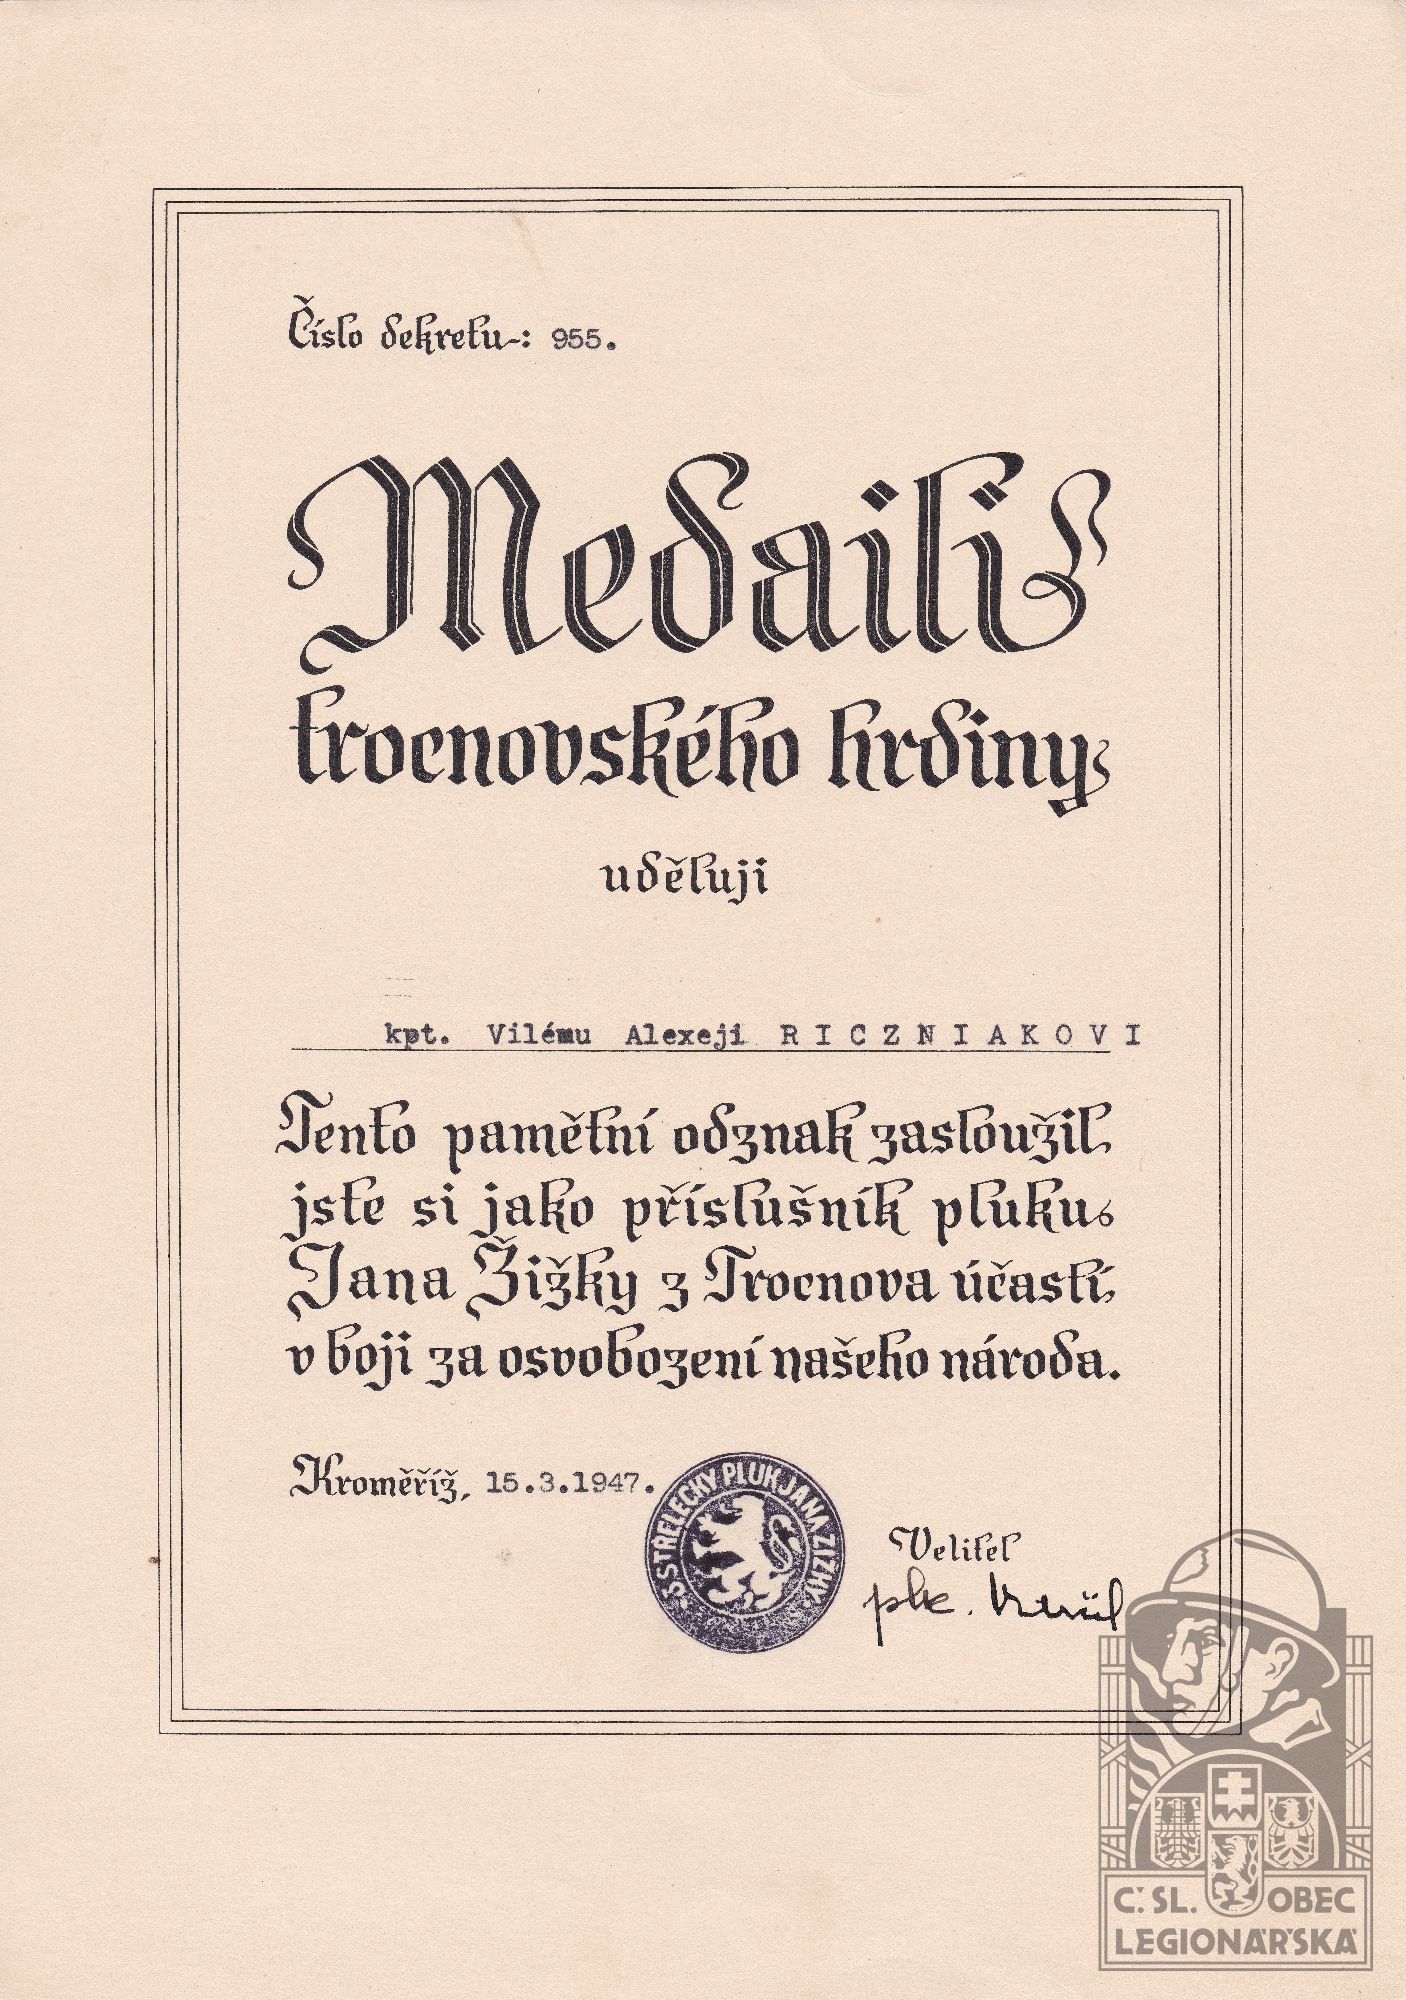 Číslo dekretu: 955.
Medaili
trocnovského hrdiny
uděluji
kpt. Vilému Alexeji RICZNIAKOVI
Tento pamětní odznak zasloužil
jste si jako příslušník pluku
Jana Žižky z Trocnova účastí
v boji za osvobození našeho národa.
Kroměříž, 15.3.1947.
STŘELECKÝ PLUK JANA ŽIŽKY
Velitel
plk.
Č. SL. OBEC
LEGIONÁŘSKÁ